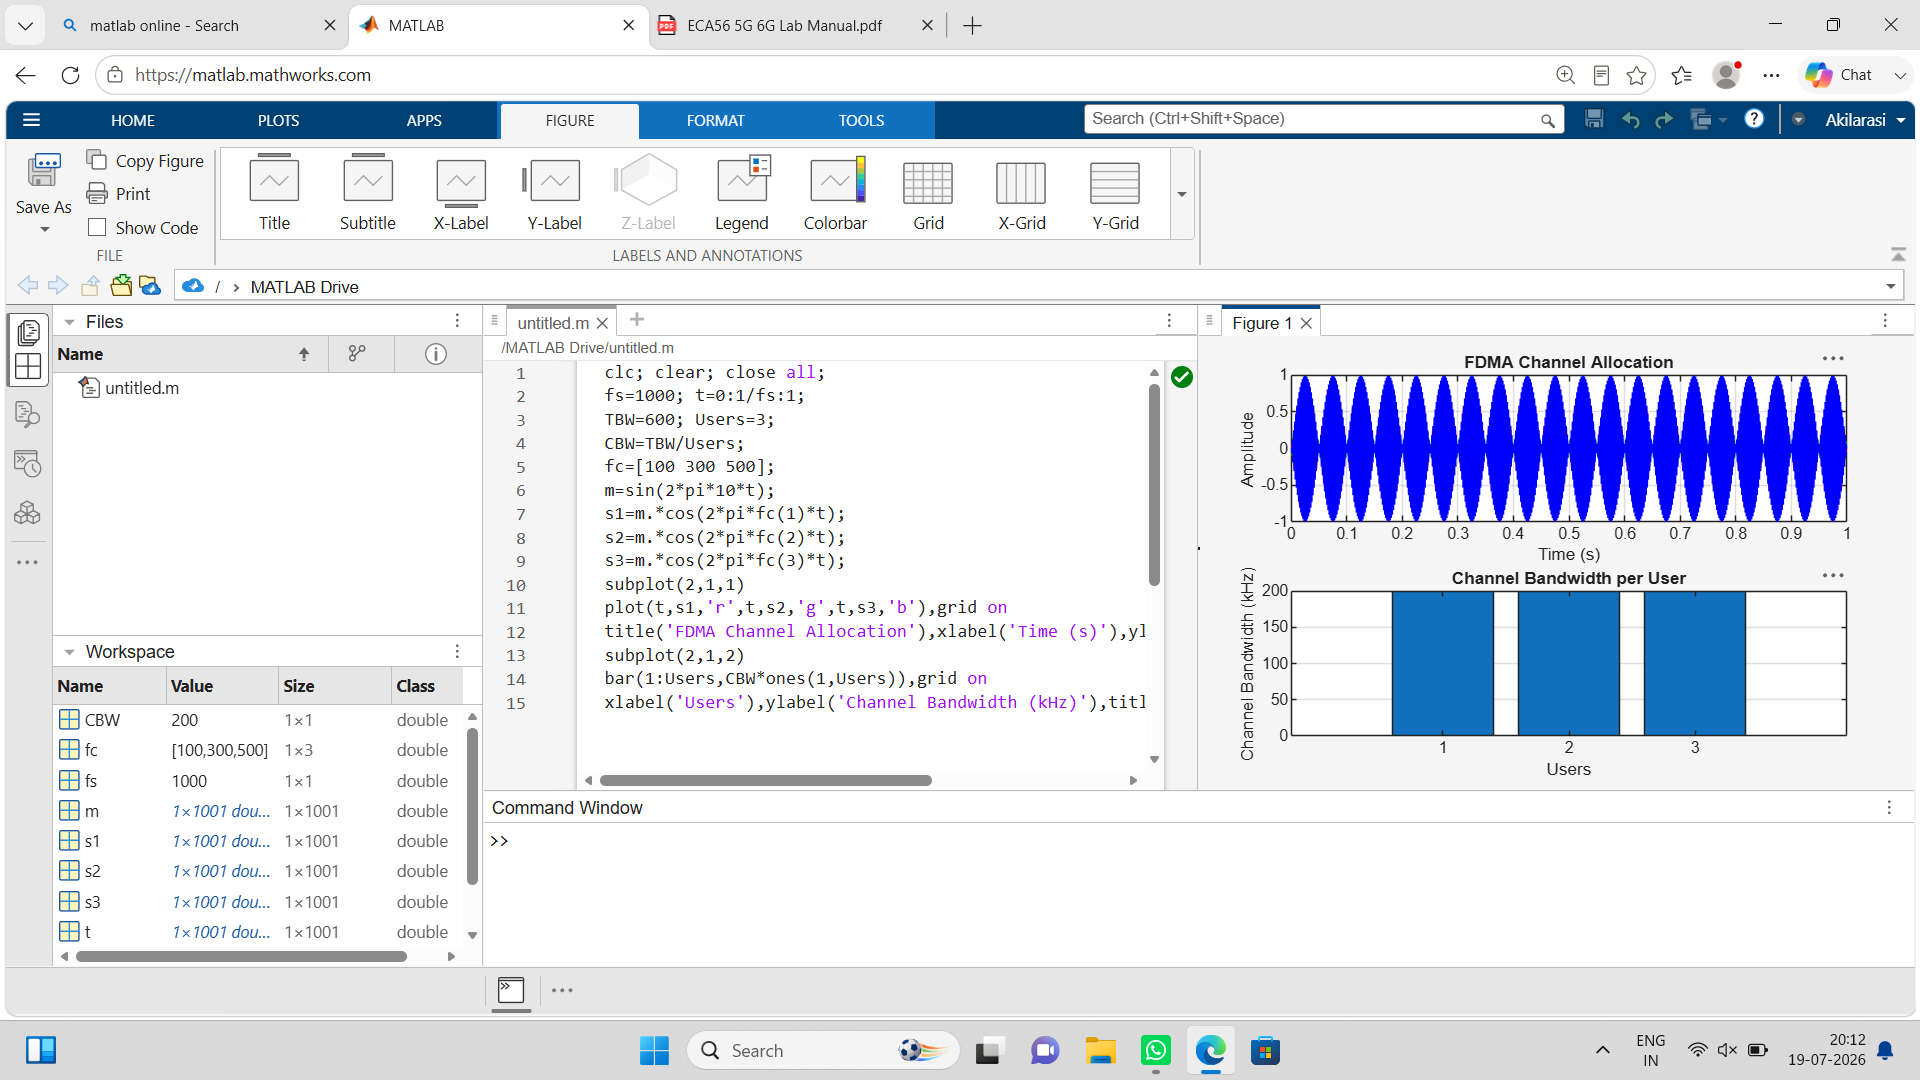 matlab online - Search
MATLAB
ECA56 5G 6G Lab Manual.pdf
https://matlab.mathworks.com
Chat
HOME
PLOTS
APPS
FIGURE
FORMAT
TOOLS
Search (Ctrl+Shift+Space)
Akilarasi
Save As
Copy Figure
Print
Show Code
FILE
Title
Subtitle
X-Label
Y-Label
Z-Label
Legend
Colorbar
Grid
X-Grid
Y-Grid
LABELS AND ANNOTATIONS
/ › MATLAB Drive
Files
Name
untitled.m
Workspace
Name Value Size Class
CBW 200 1×1 double
fc [100,300,500] 1×3 double
fs 1000 1×1 double
m 1×1001 dou... 1×1001 double
s1 1×1001 dou... 1×1001 double
s2 1×1001 dou... 1×1001 double
s3 1×1001 dou... 1×1001 double
t 1×1001 dou... 1×1001 double
untitled.m
/MATLAB Drive/untitled.m
1 clc; clear; close all;
2 fs=1000; t=0:1/fs:1;
3 TBW=600; Users=3;
4 CBW=TBW/Users;
5 fc=[100 300 500];
6 m=sin(2*pi*10*t);
7 s1=m.*cos(2*pi*fc(1)*t);
8 s2=m.*cos(2*pi*fc(2)*t);
9 s3=m.*cos(2*pi*fc(3)*t);
10 subplot(2,1,1)
11 plot(t,s1,'r',t,s2,'g',t,s3,'b'),grid on
12 title('FDMA Channel Allocation'),xlabel('Time (s)'),yl
13 subplot(2,1,2)
14 bar(1:Users,CBW*ones(1,Users)),grid on
15 xlabel('Users'),ylabel('Channel Bandwidth (kHz)'),titl
Figure 1
FDMA Channel Allocation
Amplitude
1
0.5
0
-0.5
-1
0 0.1 0.2 0.3 0.4 0.5 0.6 0.7 0.8 0.9 1
Time (s)
Channel Bandwidth per User
Channel Bandwidth (kHz)
200
150
100
50
0
1 2 3
Users
Command Window
>>
Search
ENG
IN
20:12
19-07-2026